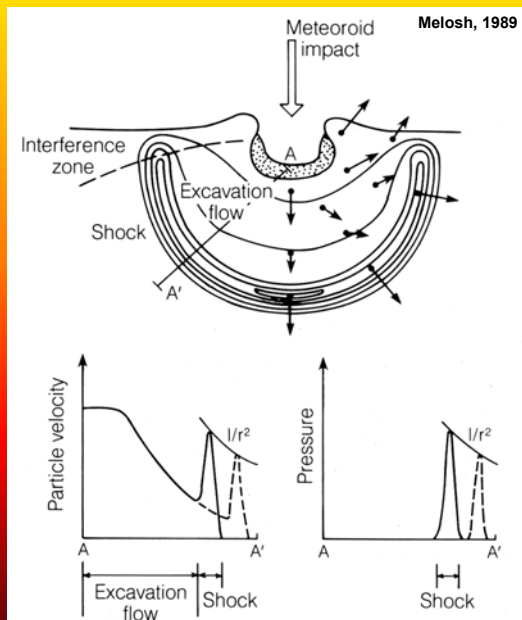 Melosh, 1989
Meteoroid
impact
Interference
zone
A
Excavation
flow
Shock
A'
Particle velocity
l/r²
A
A'
Excavation
flow
Shock
Pressure
l/r²
A
A'
Shock